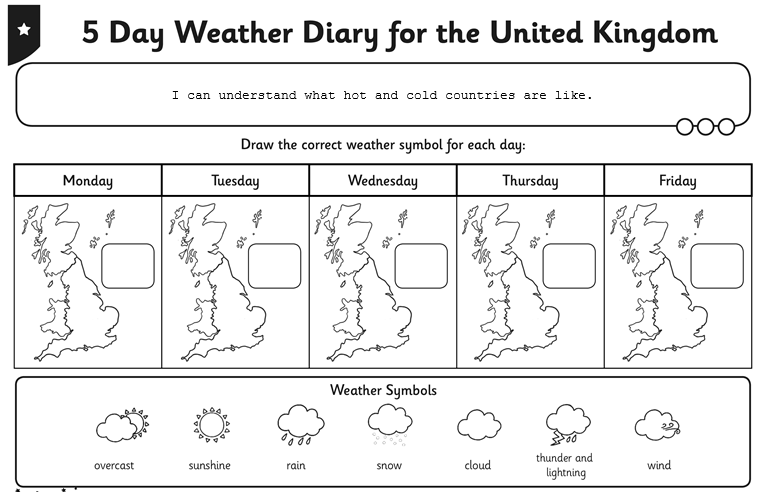 5 Day Weather Diary for the United Kingdom
I can understand what hot and cold countries are like.
Draw the correct weather symbol for each day:
Monday Tuesday Wednesday Thursday Friday
Weather Symbols
overcast sunshine rain snow cloud thunder and lightning wind